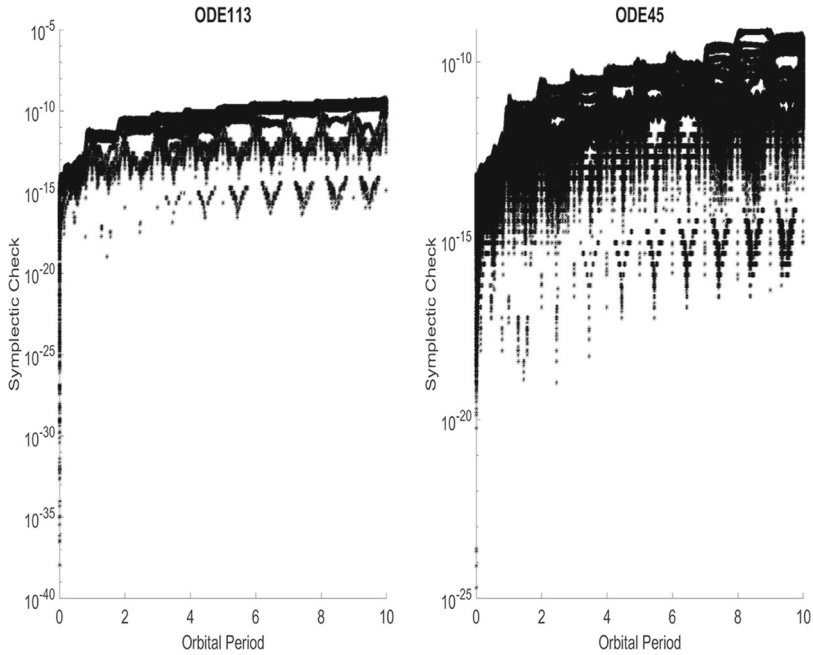 ODE113
10^-5
10^-10
10^-15
10^-20
10^-25
10^-30
10^-35
10^-40
Symplectic Check
0 2 4 6 8 10
Orbital Period
ODE45
10^-10
10^-15
10^-20
10^-25
Symplectic Check
0 2 4 6 8 10
Orbital Period